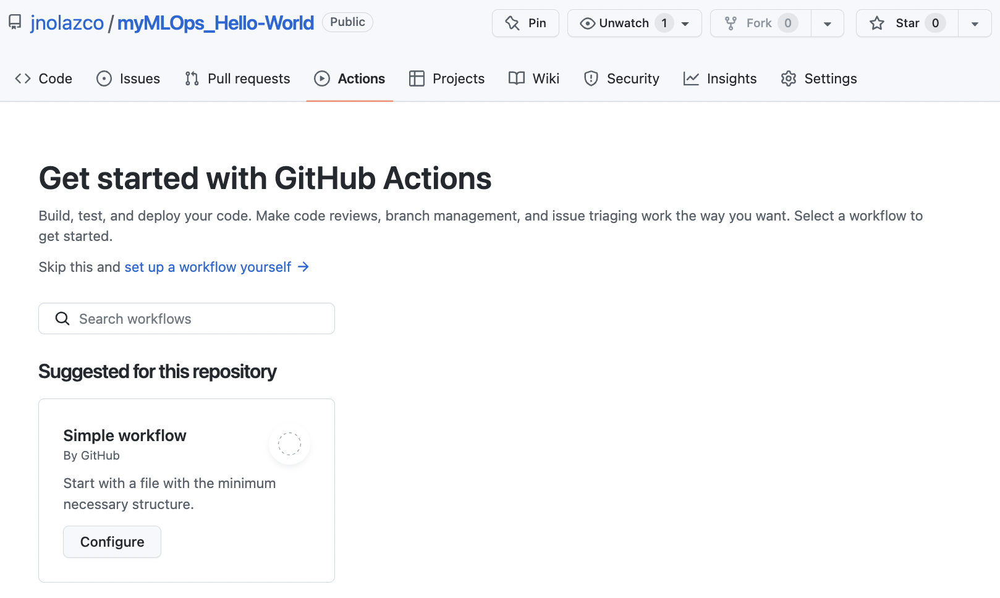 jnolazco / myMLOps_Hello-World Public Pin Unwatch 1 Fork 0 Star 0
Code Issues Pull requests Actions Projects Wiki Security Insights Settings
Get started with GitHub Actions
Build, test, and deploy your code. Make code reviews, branch management, and issue triaging work the way you want. Select a workflow to
get started.
Skip this and set up a workflow yourself →
Search workflows
Suggested for this repository
Simple workflow
By GitHub
Start with a file with the minimum
necessary structure.
Configure